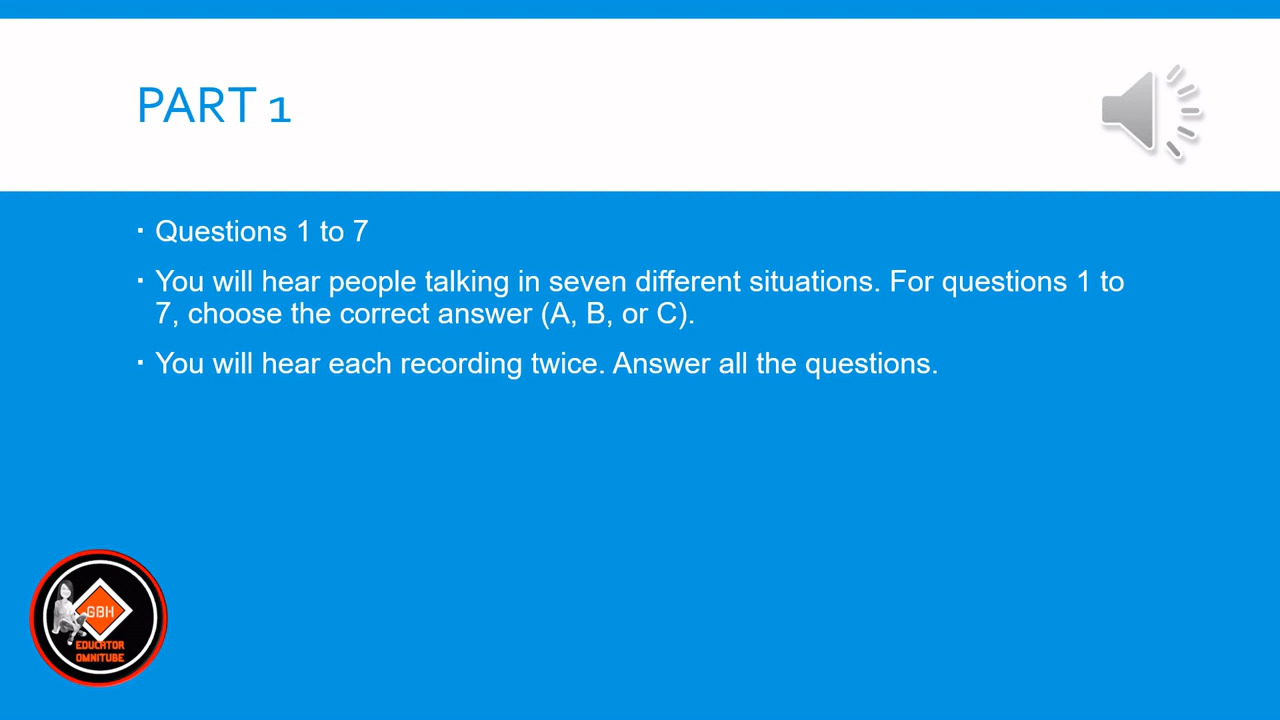 PART 1
▪ Questions 1 to 7
▪ You will hear people talking in seven different situations. For questions 1 to
7, choose the correct answer (A, B, or C).
▪ You will hear each recording twice. Answer all the questions.
GBH
EDUCATOR
OMNITUBE